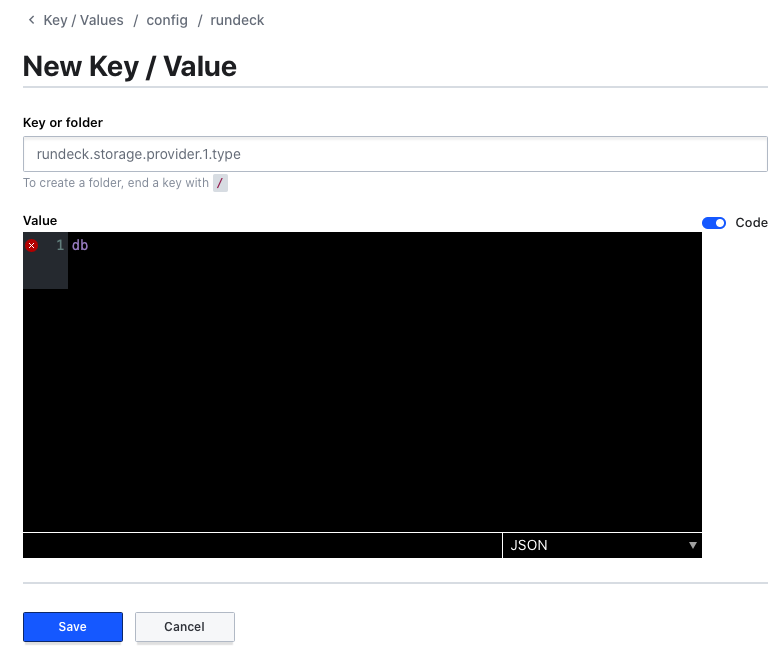 Key / Values / config / rundeck
New Key / Value
Key or folder
rundeck.storage.provider.1.type
To create a folder, end a key with /
Value
Code
1 db
JSON
Save Cancel